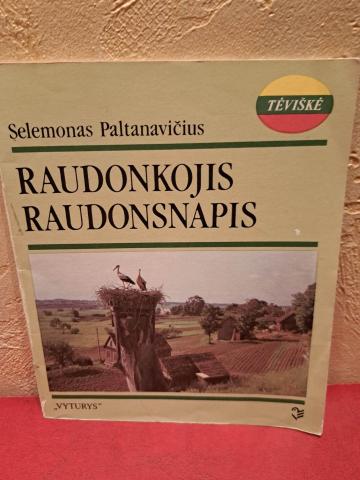 TĖVIŠKĖ
Selemonas Paltanavičius
RAUDONKOJIS
RAUDONSNAPIS
„VYTURYS“